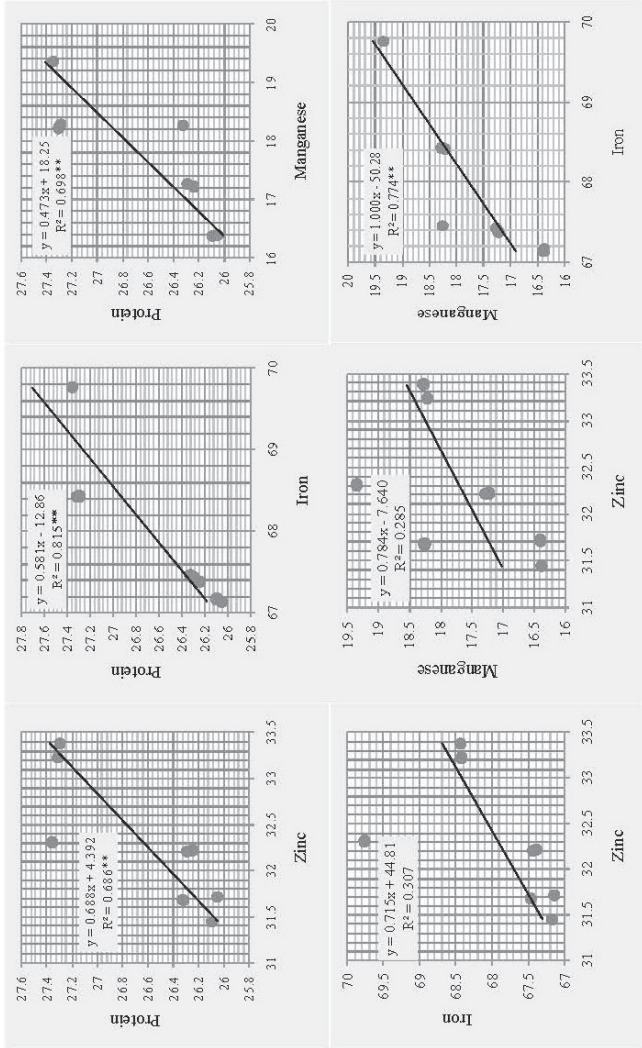 27.6
27.4
27.2
27
26.8
26.6
26.4
26.2
26
25.8
Protein
y = 0.688x + 4.392
R² = 0.686**
31 31.5 32 32.5 33 33.5
Zinc
27.8
27.6
27.4
27.2
27
26.8
26.6
26.4
26.2
26
25.8
Protein
y = 0.581x - 12.86
R² = 0.815**
67 68 69 70
Iron
27.6
27.4
27.2
27
26.8
26.6
26.4
26.2
26
25.8
Protein
y = 0.473x + 18.25
R² = 0.698**
16 17 18 19 20
Manganese
70
69.5
69
68.5
68
67.5
67
Iron
y = 0.715x + 44.81
R² = 0.307
31 31.5 32 32.5 33 33.5
Zinc
19.5
19
18.5
18
17.5
17
16.5
16
Manganese
y = 0.784x - 7.640
R² = 0.285
31 31.5 32 32.5 33 33.5
Zinc
20
19.5
19
18.5
18
17.5
17
16.5
16
Manganese
y = 1.000x - 50.28
R² = 0.774**
67 68 69 70
Iron